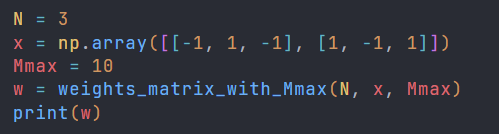 N = 3
x = np.array([[-1, 1, -1], [1, -1, 1]])
Mmax = 10
w = weights_matrix_with_Mmax(N, x, Mmax)
print(w)